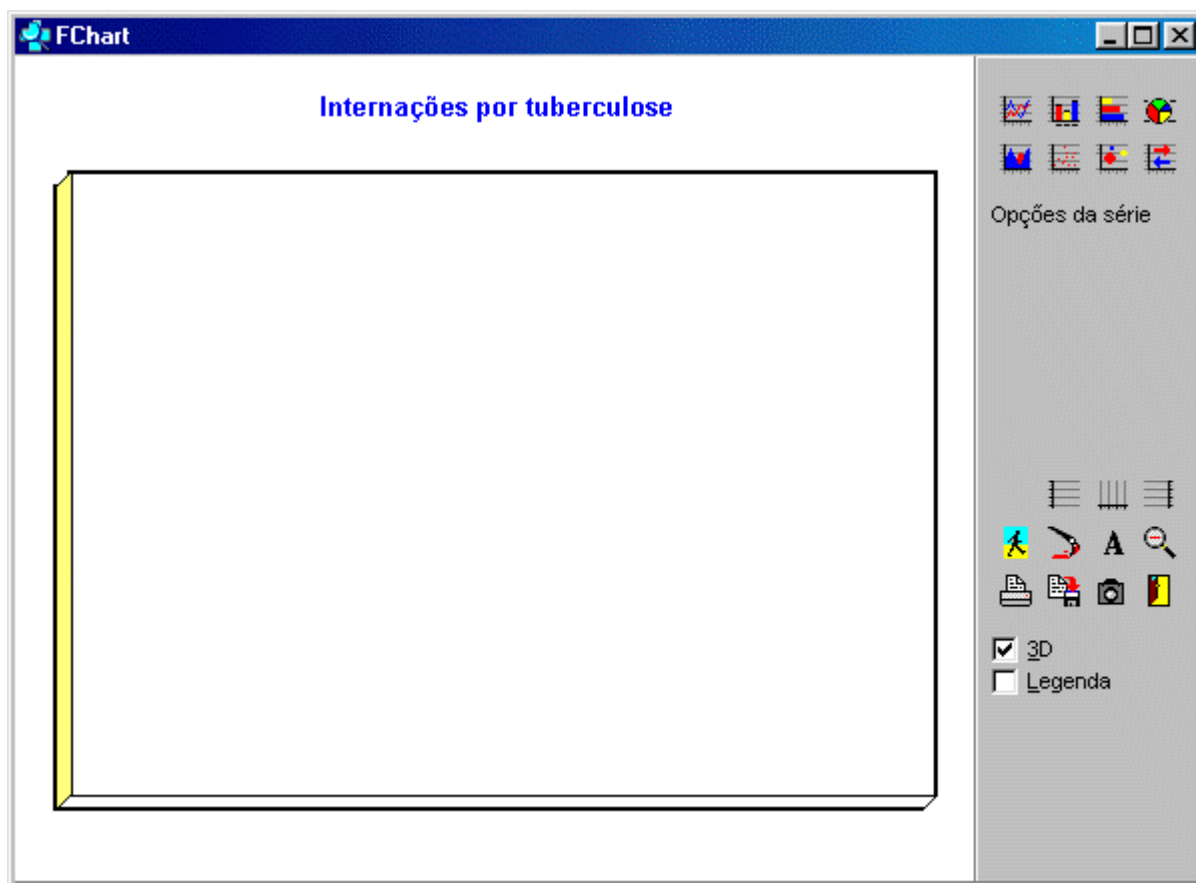 FChart
Internações por tuberculose
Opções da série
A
3D
Legenda